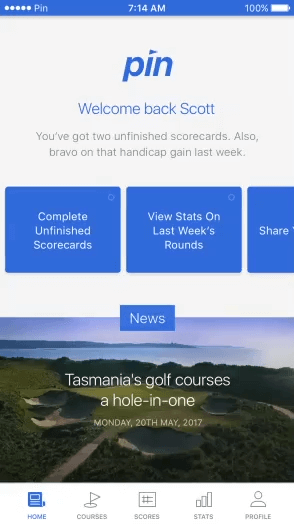 Pin 7:14 AM 100%
pin
Welcome back Scott
You've got two unfinished scorecards. Also,
bravo on that handicap gain last week.
Complete
Unfinished
Scorecards
View Stats On
Last Week's
Rounds
Share
News
Tasmania's golf courses
a hole-in-one
MONDAY, 20TH MAY, 2017
HOME COURSES SCORES STATS PROFILE